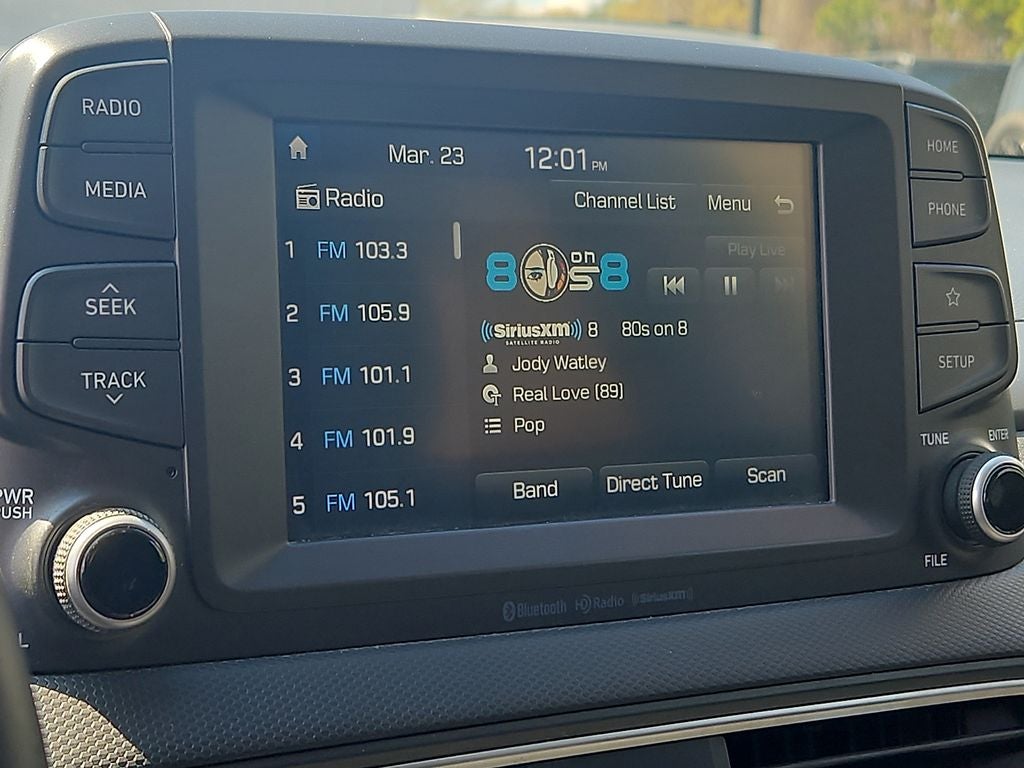 RADIO
MEDIA
SEEK
TRACK
PWR
PUSH
L
Mar. 23 12:01 PM
Radio Channel List Menu
Play Live
1 FM 103.3
2 FM 105.9
3 FM 101.1
4 FM 101.9
5 FM 105.1
80s on 8
SiriusXM 8 80s on 8
SATELLITE RADIO
Jody Watley
Real Love (89)
Pop
Band Direct Tune Scan
HOME
PHONE
SETUP
TUNE ENTER
FILE
Bluetooth HD Radio SiriusXM